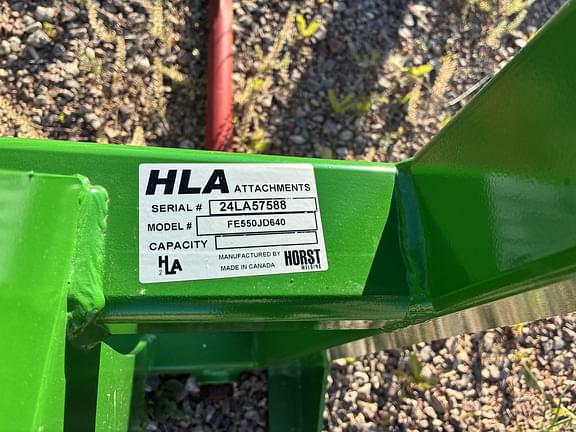 HLA ATTACHMENTS
SERIAL # 24LA57588
MODEL # FE550JD640
CAPACITY
HLA MANUFACTURED BY HORST WELDING
MADE IN CANADA